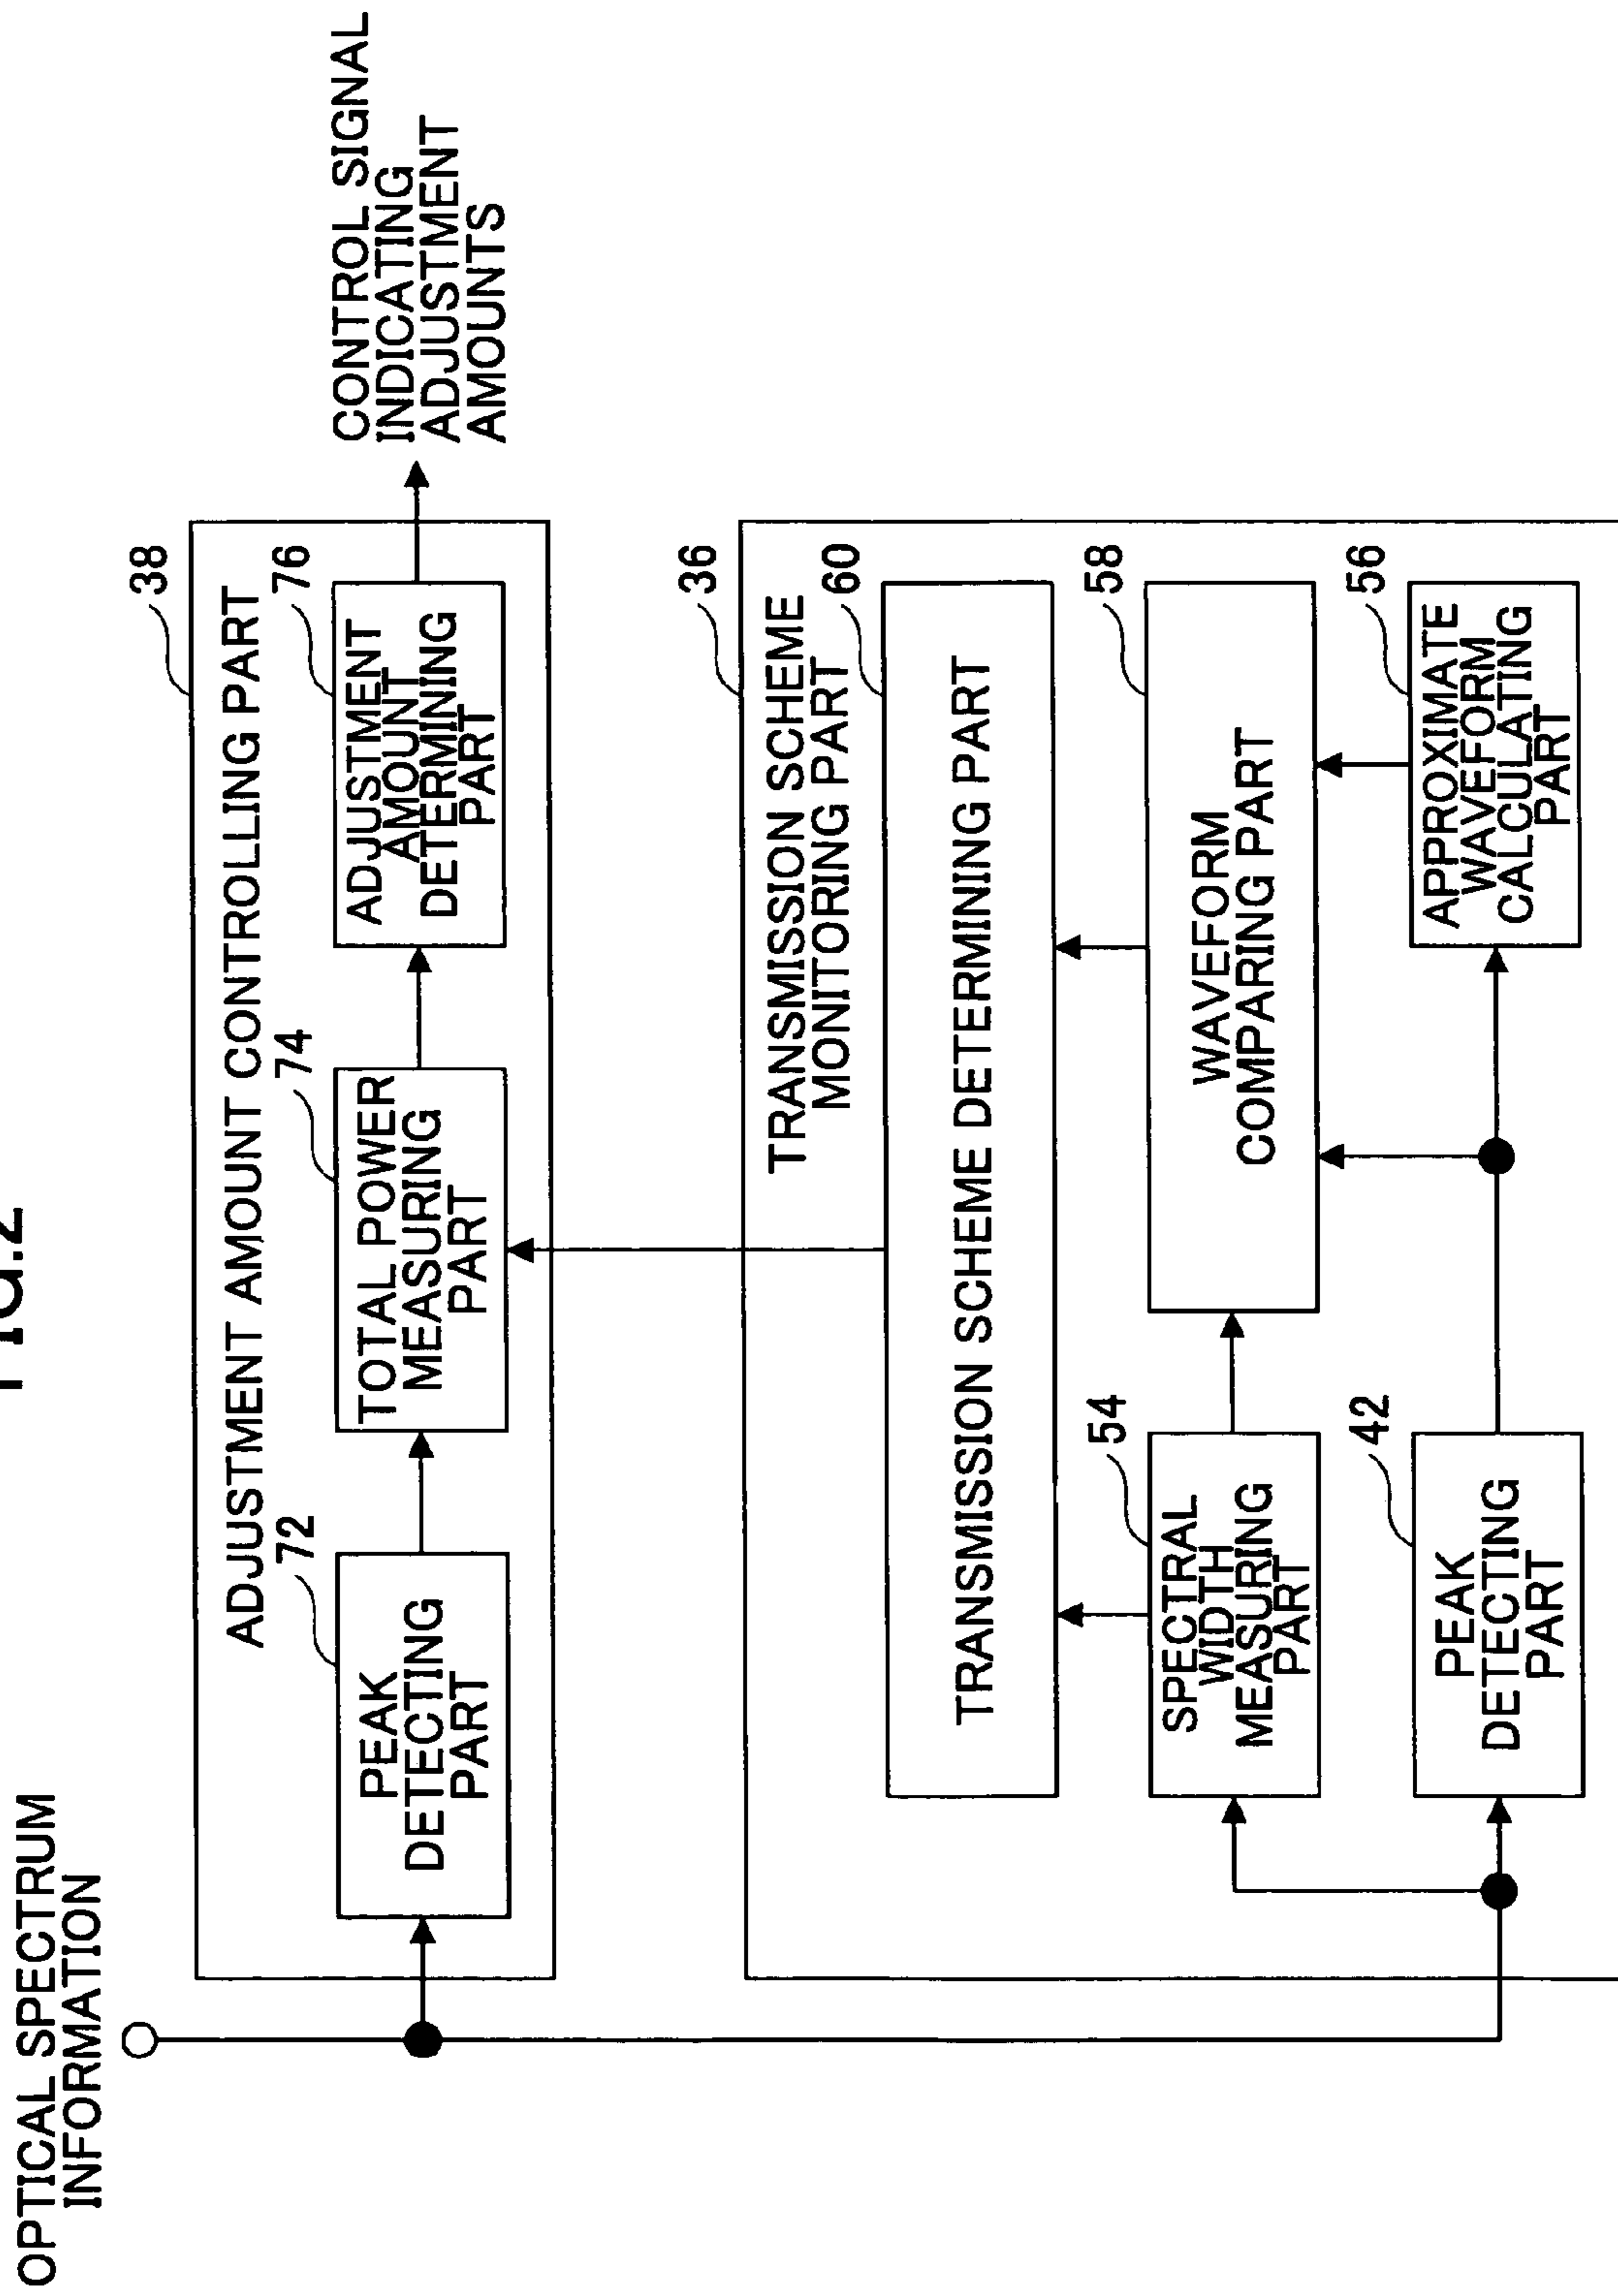 FIG.2
OPTICAL SPECTRUM
INFORMATION
38
ADJUSTMENT AMOUNT CONTROLLING PART
72
PEAK
DETECTING
PART
74
TOTAL POWER
MEASURING
PART
76
ADJUSTMENT
AMOUNT
DETERMINING
PART
CONTROL SIGNAL
INDICATING
ADJUSTMENT
AMOUNTS
36
TRANSMISSION SCHEME
MONITORING PART
60
TRANSMISSION SCHEME DETERMINING PART
54
SPECTRAL
WIDTH
MEASURING
PART
58
WAVEFORM
COMPARING PART
42
PEAK
DETECTING
PART
56
APPROXIMATE
WAVEFORM
CALCULATING
PART